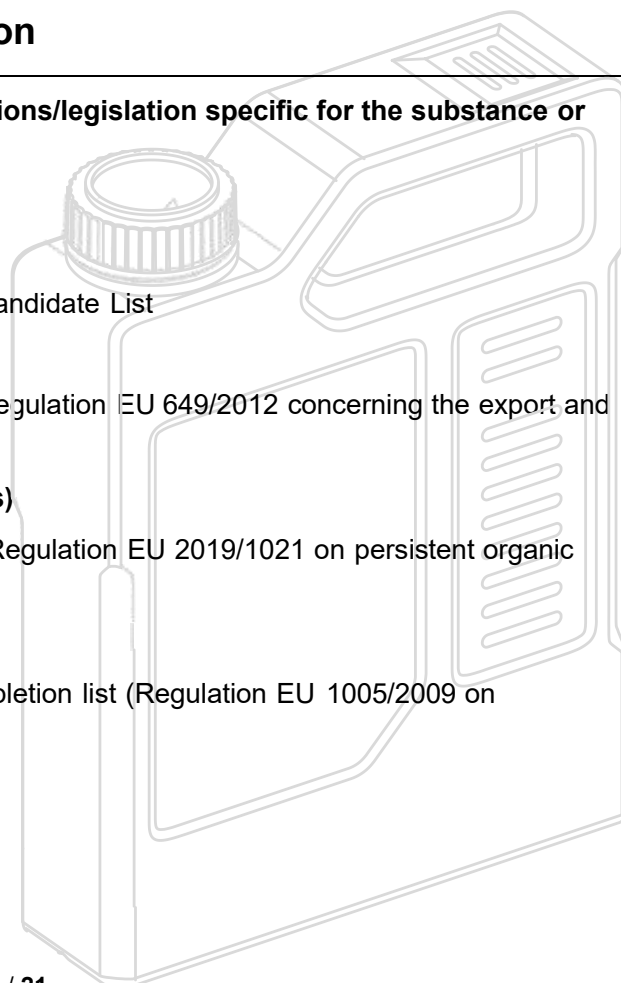 on
ions/legislation specific for the substance or
andidate List
egulation EU 649/2012 concerning the export and
s)
Regulation EU 2019/1021 on persistent organic
pletion list (Regulation EU 1005/2009 on
/ 21